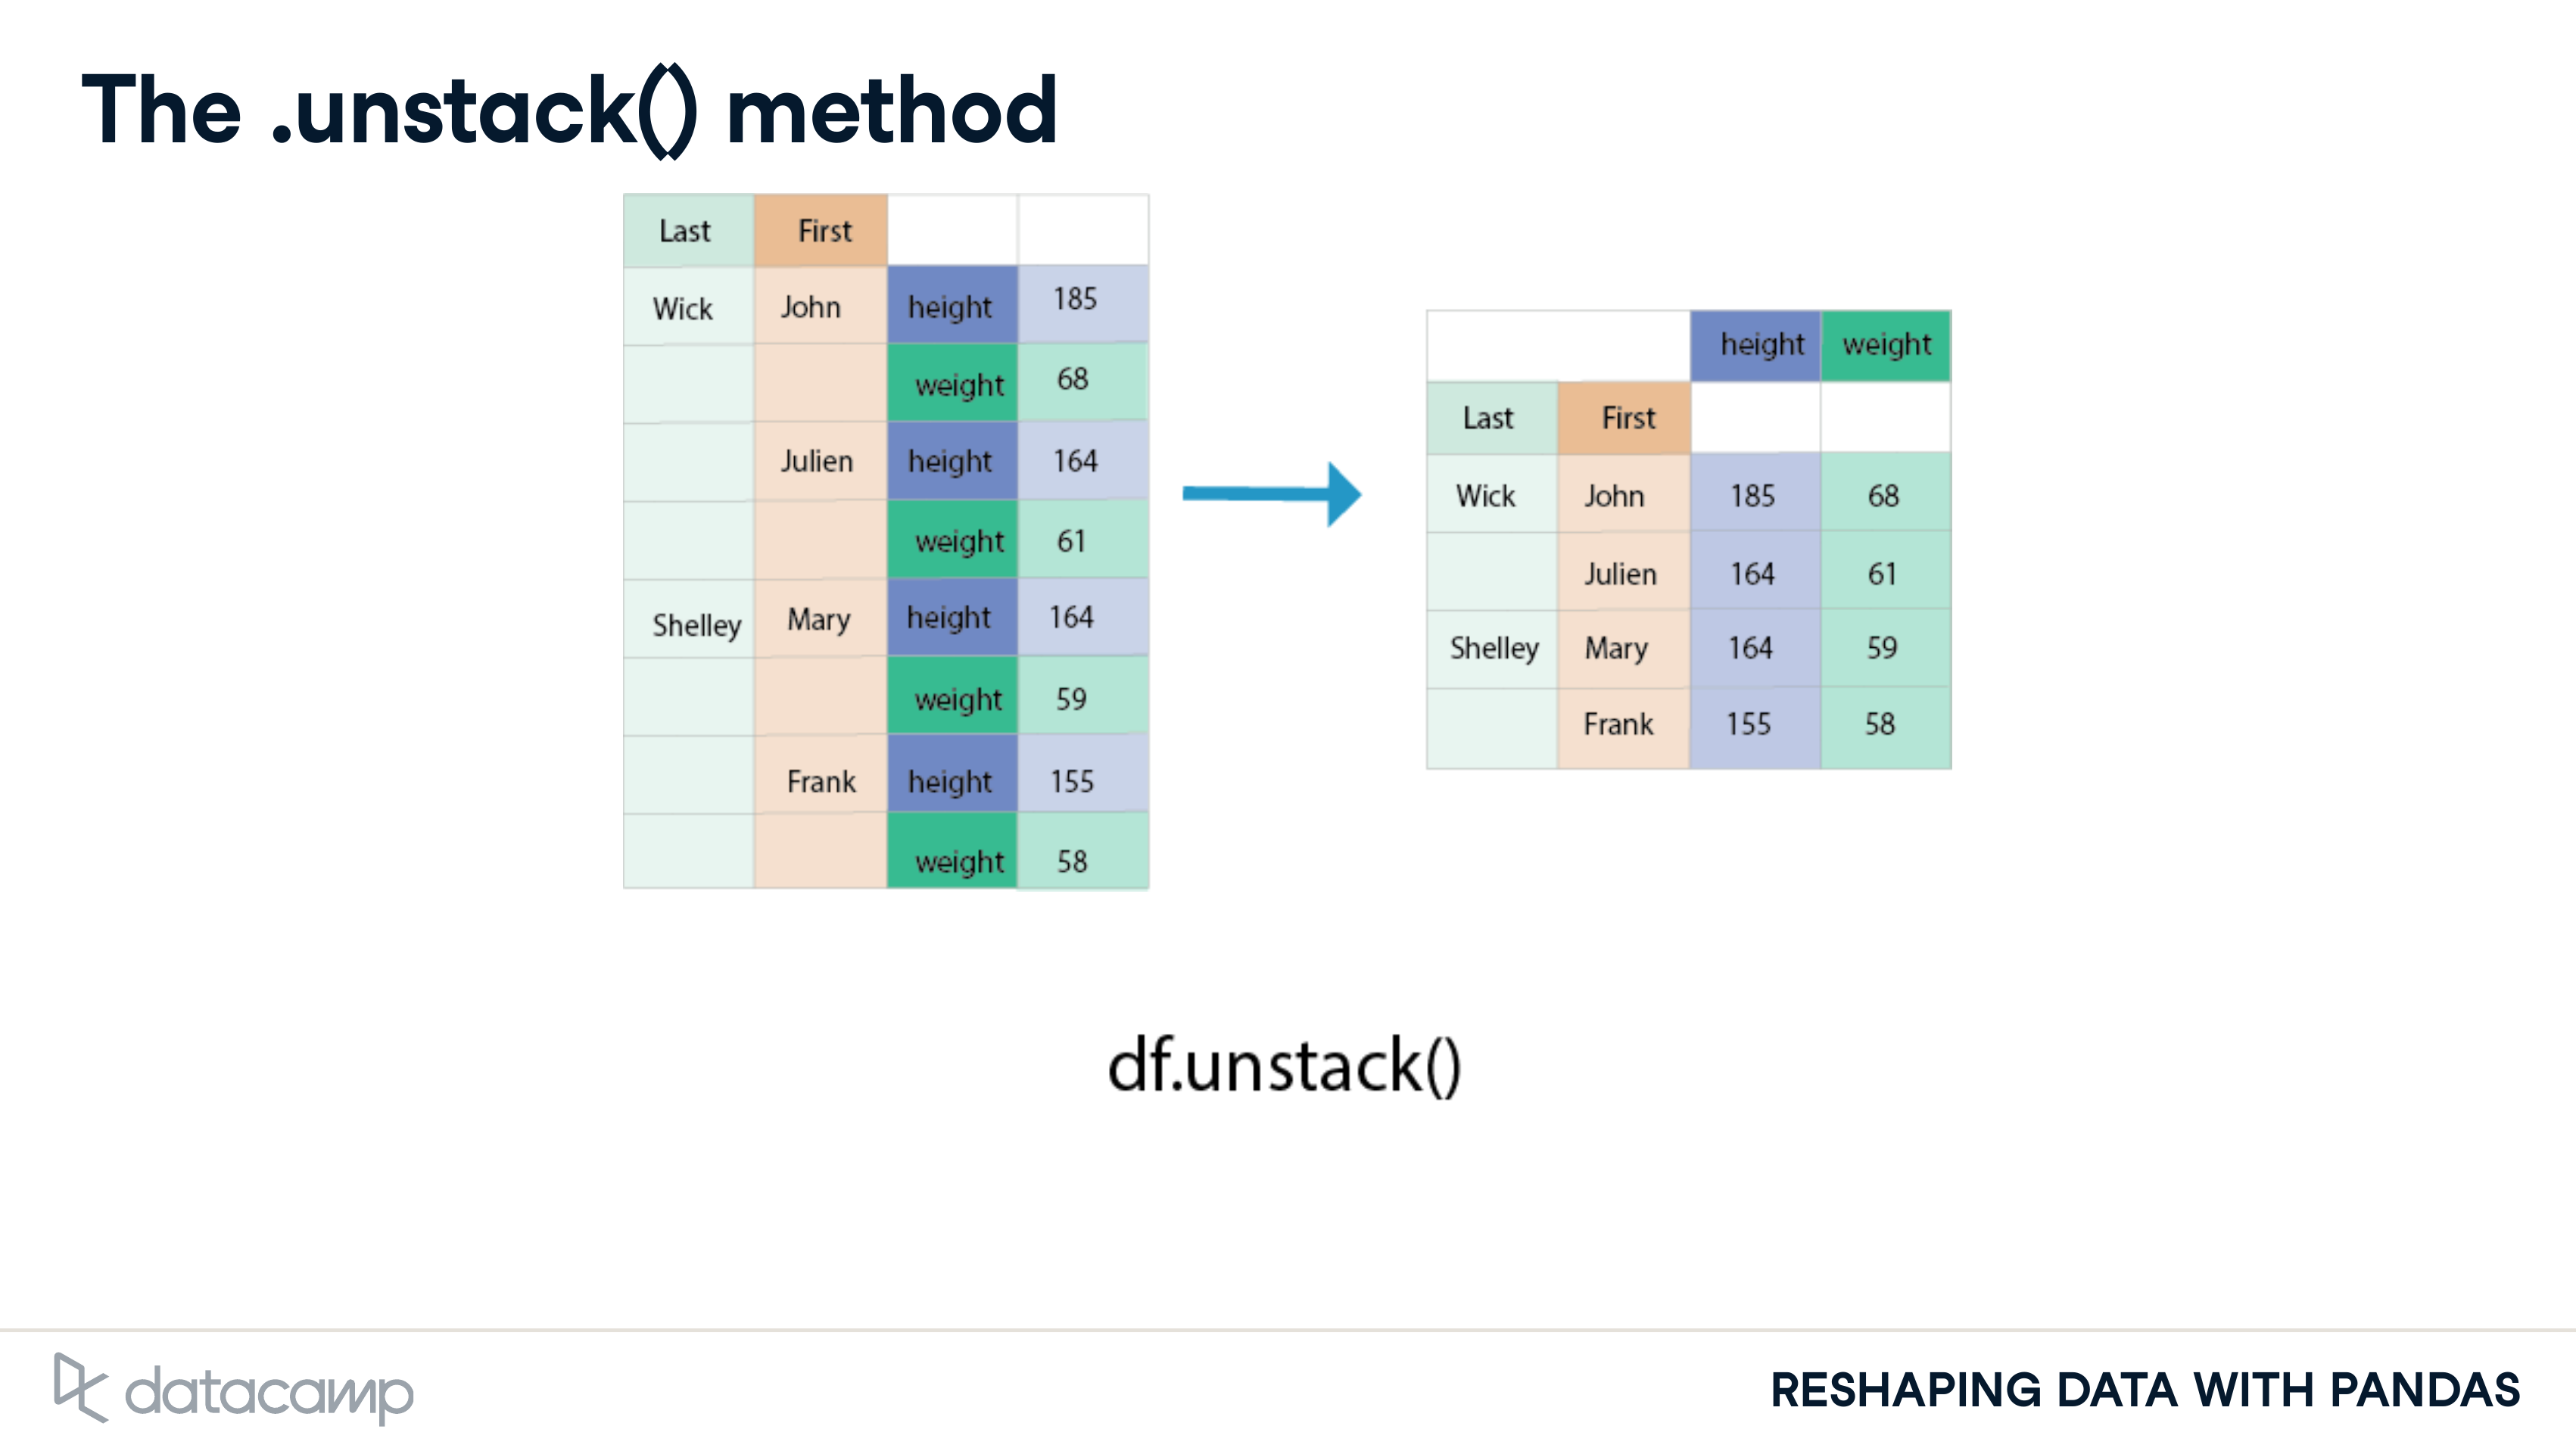 The .unstack() method
Last First
Wick John height 185
weight 68
Julien height 164
weight 61
Shelley Mary height 164
weight 59
Frank height 155
weight 58
height weight
Last First
Wick John 185 68
Julien 164 61
Shelley Mary 164 59
Frank 155 58
df.unstack()
datacamp
RESHAPING DATA WITH PANDAS